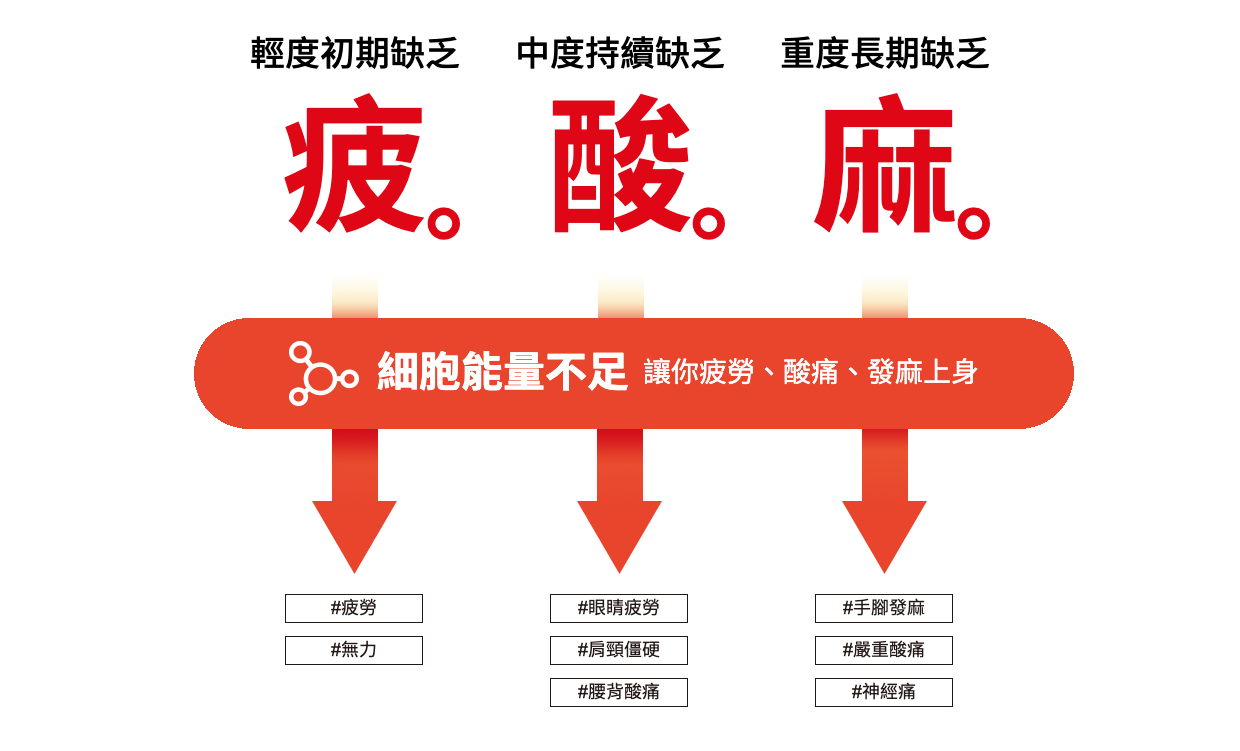 輕度初期缺乏
中度持續缺乏
重度長期缺乏
疲。
酸。
麻。
細胞能量不足 讓你疲勞、酸痛、發麻上身
#疲勞
#眼睛疲勞
#手腳發麻
#無力
#肩頸僵硬
#嚴重酸痛
#腰背酸痛
#神經痛